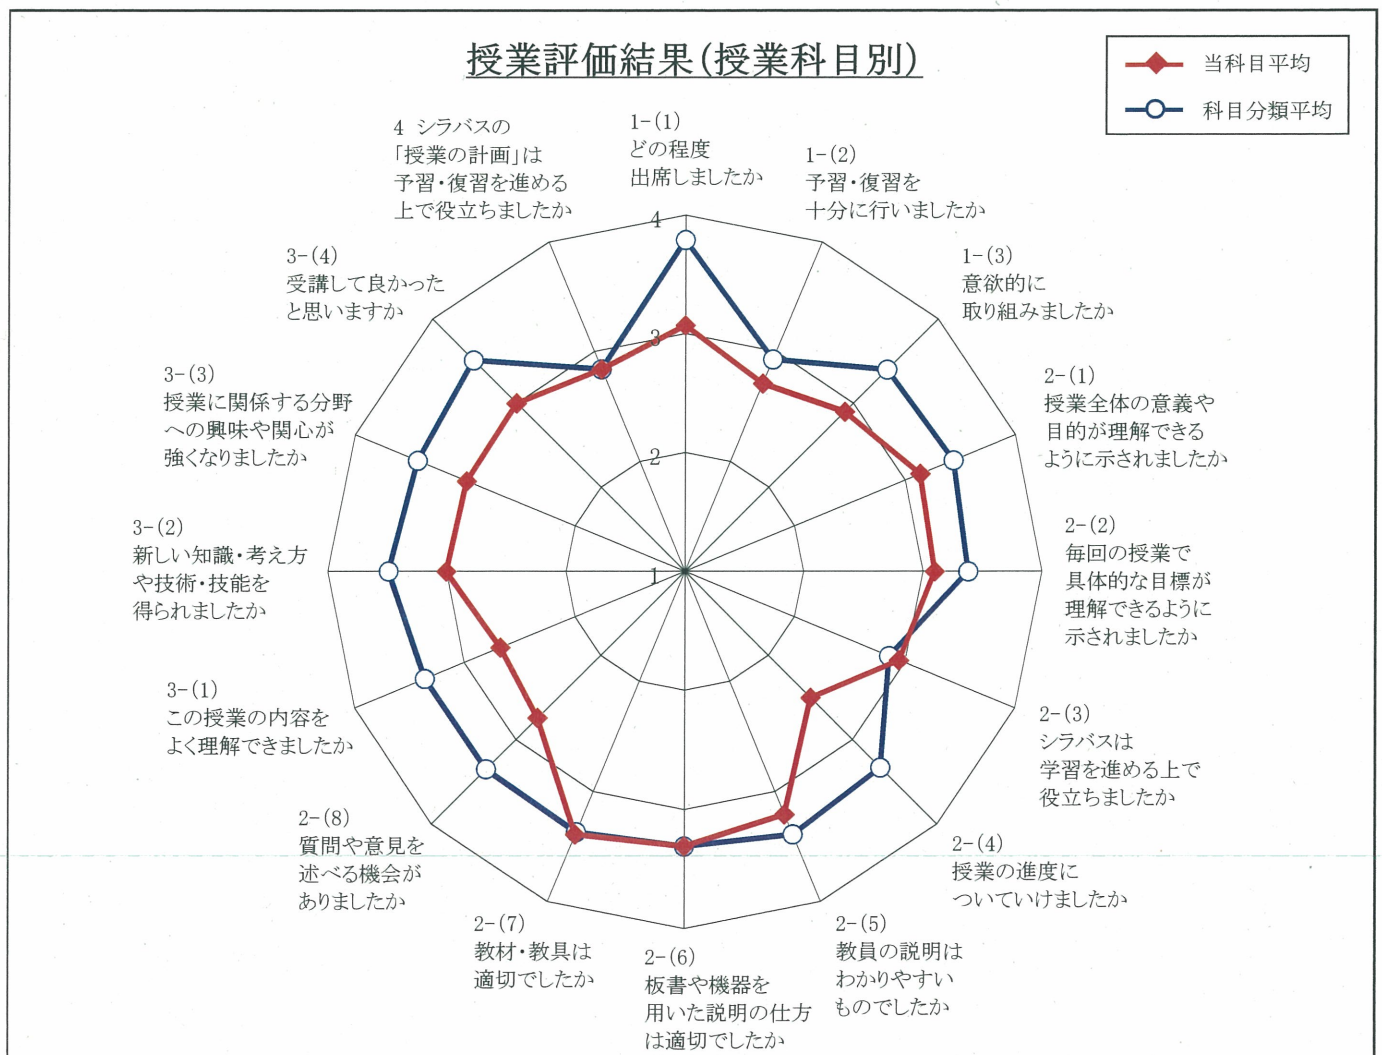 授業評価結果(授業科目別)
当科目平均
科目分類平均
1-(1)
どの程度
出席しましたか
1-(2)
予習・復習を
十分に行いましたか
1-(3)
意欲的に
取り組みましたか
2-(1)
授業全体の意義や
目的が理解できる
ように示されましたか
2-(2)
毎回の授業で
具体的な目標が
理解できるように
示されましたか
2-(3)
シラバスは
学習を進める上で
役立ちましたか
2-(4)
授業の進度に
ついていけましたか
2-(5)
教員の説明は
わかりやすい
ものでしたか
2-(6)
板書や機器を
用いた説明の仕方
は適切でしたか
2-(7)
教材・教具は
適切でしたか
2-(8)
質問や意見を
述べる機会が
ありましたか
3-(1)
この授業の内容を
よく理解できましたか
3-(2)
新しい知識・考え方
や技術・技能を
得られましたか
3-(3)
授業に関係する分野
への興味や関心が
強くなりましたか
3-(4)
受講して良かった
と思いますか
4 シラバスの
「授業の計画」は
予習・復習を進める
上で役立ちましたか
4
3
2
1